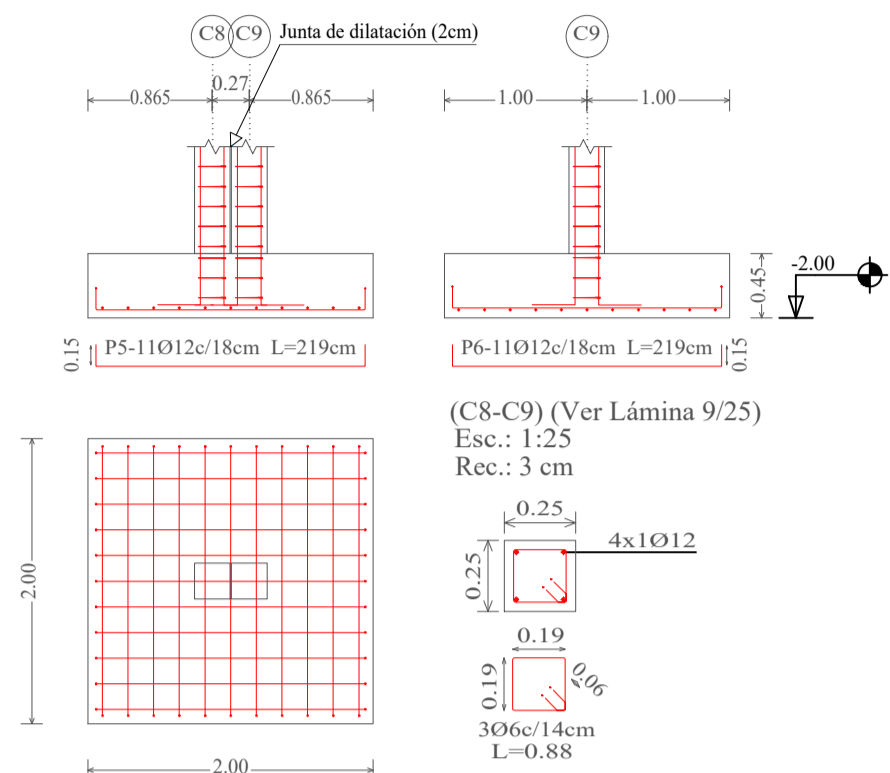 C8 C9 Junta de dilatación (2cm)
C9
0.27
0.865 0.865
1.00 1.00
-2.00
0.45
0.15 P5-11Ø12c/18cm L=219cm
P6-11Ø12c/18cm L=219cm 0.15
(C8-C9) (Ver Lámina 9/25)
Esc.: 1:25
Rec.: 3 cm
0.25
4x1Ø12
0.25
2.00
0.19
0.19
0.06
3Ø6c/14cm
L=0.88
2.00